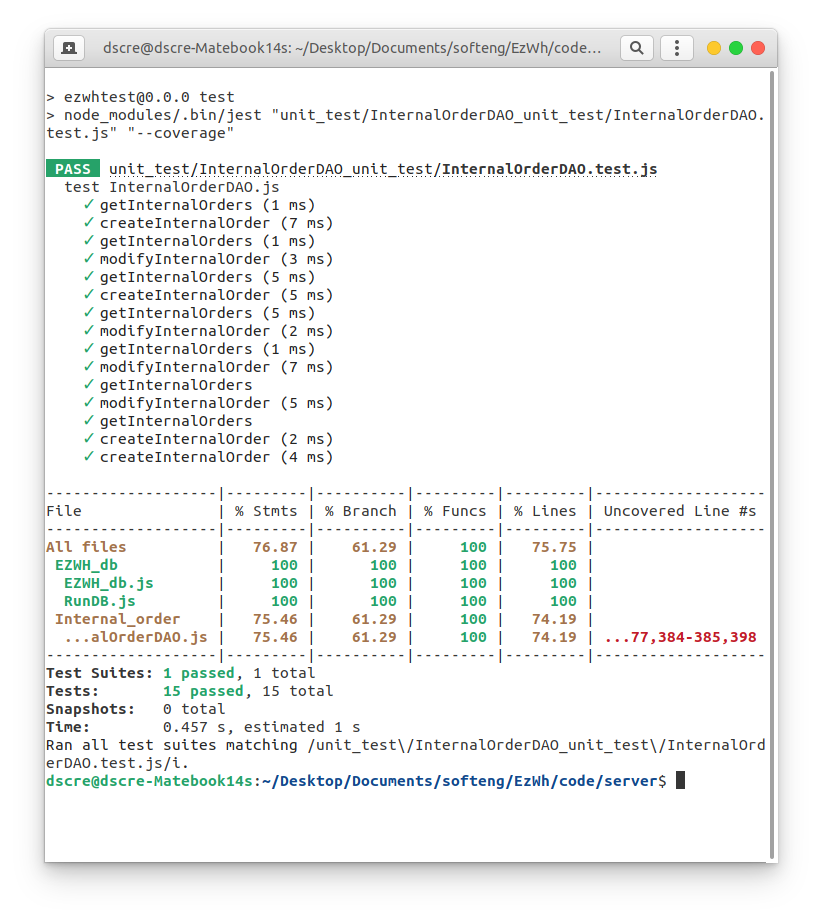 dscre@dscre-Matebook14s: ~/Desktop/Documents/softeng/EzWh/code...
> ezwhtest@0.0.0 test
> node_modules/.bin/jest "unit_test/InternalOrderDAO_unit_test/InternalOrderDAO.
test.js" "--coverage"
PASS unit_test/InternalOrderDAO_unit_test/InternalOrderDAO.test.js
test InternalOrderDAO.js
✓ getInternalOrders (1 ms)
✓ createInternalOrder (7 ms)
✓ getInternalOrders (1 ms)
✓ modifyInternalOrder (3 ms)
✓ getInternalOrders (5 ms)
✓ createInternalOrder (5 ms)
✓ getInternalOrders (5 ms)
✓ modifyInternalOrder (2 ms)
✓ getInternalOrders (1 ms)
✓ modifyInternalOrder (7 ms)
✓ getInternalOrders
✓ modifyInternalOrder (5 ms)
✓ getInternalOrders
✓ createInternalOrder (2 ms)
✓ createInternalOrder (4 ms)
-------------------|---------|----------|---------|---------|-------------------
File               | % Stmts | % Branch | % Funcs | % Lines | Uncovered Line #s
-------------------|---------|----------|---------|---------|-------------------
All files          |   76.87 |    61.29 |     100 |   75.75 |
 EZWH_db           |     100 |      100 |     100 |     100 |
  EZWH_db.js       |     100 |      100 |     100 |     100 |
  RunDB.js         |     100 |      100 |     100 |     100 |
 Internal_order    |   75.46 |    61.29 |     100 |   74.19 |
  ...alOrderDAO.js |   75.46 |    61.29 |     100 |   74.19 | ...77,384-385,398
-------------------|---------|----------|---------|---------|-------------------
Test Suites: 1 passed, 1 total
Tests:       15 passed, 15 total
Snapshots:   0 total
Time:        0.457 s, estimated 1 s
Ran all test suites matching /unit_test\/InternalOrderDAO_unit_test\/InternalOrd
erDAO.test.js/i.
dscre@dscre-Matebook14s:~/Desktop/Documents/softeng/EzWh/code/server$